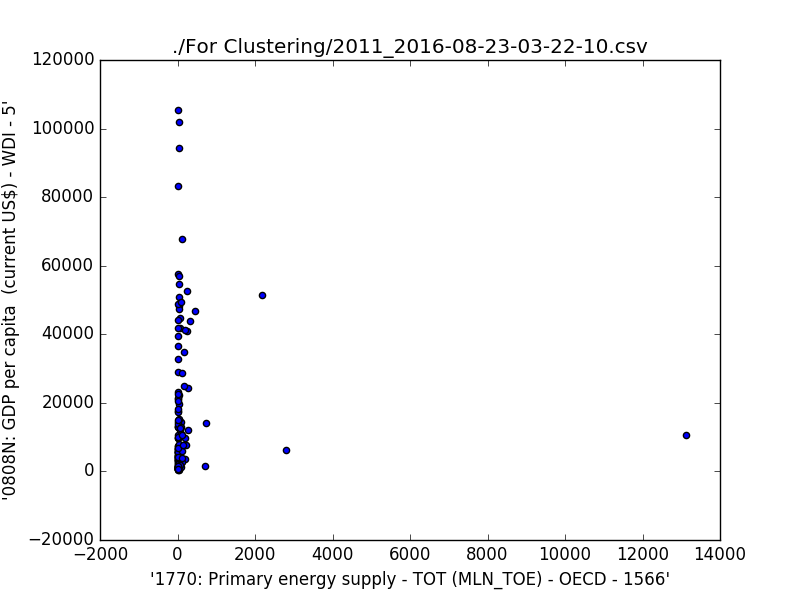 ./For Clustering/2011_2016-08-23-03-22-10.csv
120000
100000
80000
60000
40000
20000
0
−20000
'0808N: GDP per capita  (current US$) - WDI - 5'
−2000 0 2000 4000 6000 8000 10000 12000 14000
'1770: Primary energy supply - TOT (MLN_TOE) - OECD - 1566'